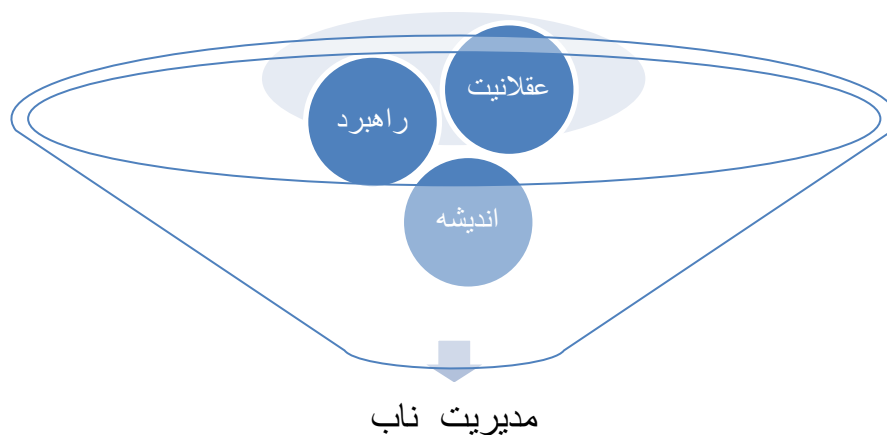 عقلانیت
راهبرد
اندیشه
مدیریت ناب